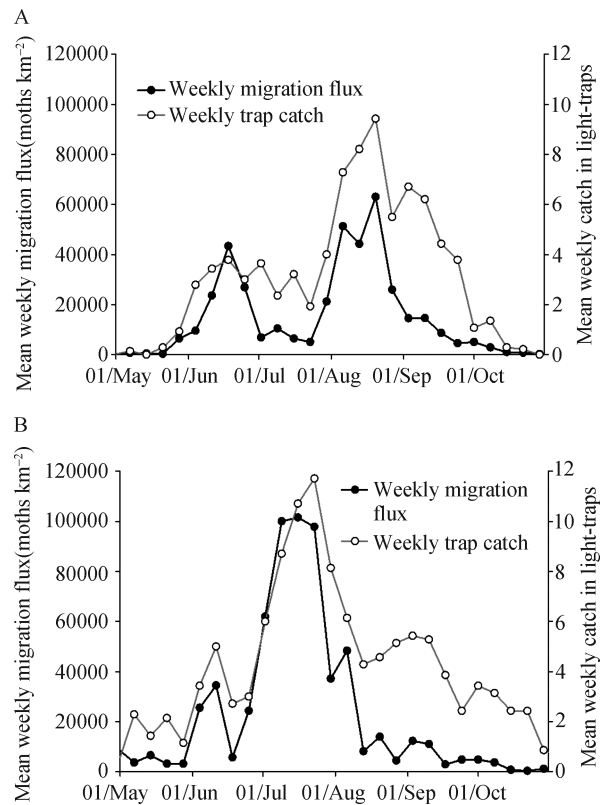 A
Mean weekly migration flux(moths km⁻²)
120000
100000
80000
60000
40000
20000
0
Weekly migration flux
Weekly trap catch
12
10
8
6
4
2
0
Mean weekly catch in light-traps
01/May 01/Jun 01/Jul 01/Aug 01/Sep 01/Oct
B
Mean weekly migration flux(moths km⁻²)
120000
100000
80000
60000
40000
20000
0
Weekly migration
flux
Weekly trap catch
12
10
8
6
4
2
0
Mean weekly catch in light-traps
01/May 01/Jun 01/Jul 01/Aug 01/Sep 01/Oct